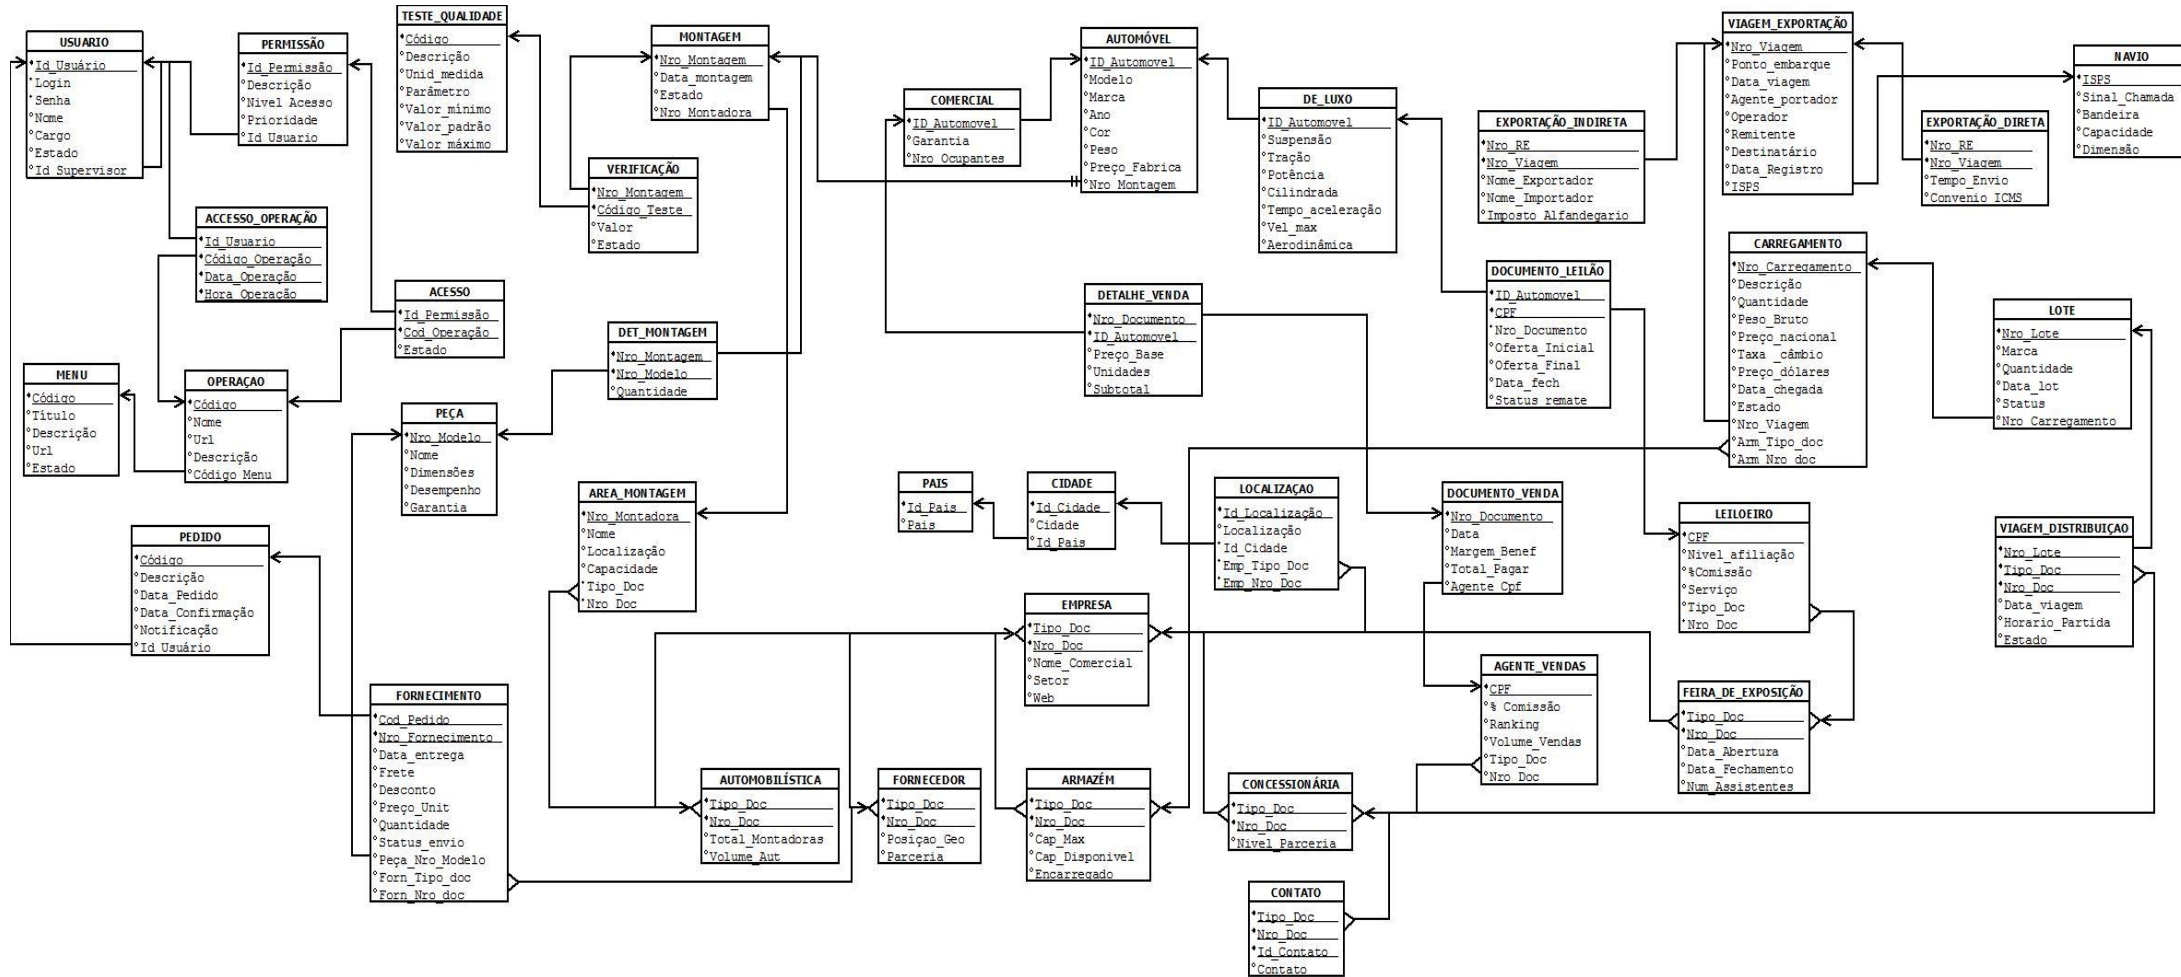 USUARIO
Id_Usuário
Login
Senha
Nome
Cargo
Estado
Id_Supervisor
PERMISSÃO
Id_Permissão
Descrição
Nivel Acesso
Prioridade
Id_Usuario
TESTE_QUALIDADE
Código
Descrição
Unid_medida
Parâmetro
Valor_mínimo
Valor_padrão
Valor_máximo
MONTAGEM
Nro_Montagem
Data_montagem
Estado
Nro_Montadora
VERIFICAÇÃO
Nro_Montagem
Código_Teste
Valor
Estado
COMERCIAL
ID_Automovel
Garantia
Nro_Ocupantes
AUTOMÓVEL
ID_Automovel
Modelo
Marca
Ano
Cor
Peso
Preço_Fabrica
Nro_Montagem
DE_LUXO
ID_Automovel
Suspensão
Tração
Potência
Cilindrada
Tempo_aceleração
Vel_max
Aerodinâmica
EXPORTAÇÃO_INDIRETA
Nro_RE
Nro_Viagem
Nome_Exportador
Nome_Importador
Imposto_Alfandegario
VIAGEM_EXPORTAÇÃO
Nro_Viagem
Ponto_embarque
Data_viagem
Agente_portador
Operador
Remitente
Destinatário
Data_Registro
ISPS
EXPORTAÇÃO_DIRETA
Nro_RE
Nro_Viagem
Tempo_Envio
Convenio_ICMS
NAVIO
ISPS
Sinal_Chamada
Bandeira
Capacidade
Dimensão
ACCESSO_OPERAÇÃO
Id_Usuario
Código_Operação
Data_Operação
Hora_Operação
ACESSO
Id_Permissão
Cod_Operação
Estado
MENU
Código
Título
Descrição
Url
Estado
OPERAÇAO
Código
Nome
Url
Descrição
Código_Menu
DET_MONTAGEM
Nro_Montagem
Nro_Modelo
Quantidade
PEÇA
Nro_Modelo
Nome
Dimensões
Desempenho
Garantia
DETALHE_VENDA
Nro_Documento
ID_Automovel
Preço_Base
Unidades
Subtotal
DOCUMENTO_LEILÃO
ID_Automovel
CPF
Nro_Documento
Oferta_Inicial
Oferta_Final
Data_fech
Status_remate
CARREGAMENTO
Nro_Carregamento
Descrição
Quantidade
Peso_Bruto
Preço_nacional
Taxa _câmbio
Preço_dólares
Data_chegada
Estado
Nro_Viagem
Arm_Tipo_doc
Arm_Nro_doc
LOTE
Nro_Lote
Marca
Quantidade
Data_lot
Status
Nro_Carregamento
PEDIDO
Código
Descrição
Data_Pedido
Data_Confirmação
Notificação
Id_Usuário
AREA_MONTAGEM
Nro_Montadora
Nome
Localização
Capacidade
Tipo_Doc
Nro_Doc
PAIS
Id_Pais
Pais
CIDADE
Id_Cidade
Cidade
Id_Pais
LOCALIZAÇAO
Id_Localização
Localização
Id_Cidade
Emp_Tipo_Doc
Emp_Nro_Doc
DOCUMENTO_VENDA
Nro_Documento
Data
Margem_Benef
Total_Pagar
Agente_Cpf
LEILOEIRO
CPF
Nivel_afiliação
%Comissão
Serviço
Tipo_Doc
Nro_Doc
VIAGEM_DISTRIBUIÇAO
Nro_Lote
Tipo_Doc
Nro_Doc
Data_viagem
Horario_Partida
Estado
EMPRESA
Tipo_Doc
Nro_Doc
Nome_Comercial
Setor
Web
AGENTE_VENDAS
CPF
% Comissão
Ranking
Volume_Vendas
Tipo_Doc
Nro_Doc
FEIRA_DE_EXPOSIÇÃO
Tipo_Doc
Nro_Doc
Data_Abertura
Data_Fechamento
Num_Assistentes
FORNECIMENTO
Cod_Pedido
Nro_Fornecimento
Data_entrega
Frete
Desconto
Preço_Unit
Quantidade
Status_envio
Peça_Nro_Modelo
Forn_Tipo_doc
Forn_Nro_doc
AUTOMOBILÍSTICA
Tipo_Doc
Nro_Doc
Total_Montadoras
Volume_Aut
FORNECEDOR
Tipo_Doc
Nro_Doc
Posiçao_Geo
Parceria
ARMAZÉM
Tipo_Doc
Nro_Doc
Cap_Max
Cap_Disponivel
Encarregado
CONCESSIONÁRIA
Tipo_Doc
Nro_Doc
Nivel_Parceria
CONTATO
Tipo_Doc
Nro_Doc
Id_Contato
Contato